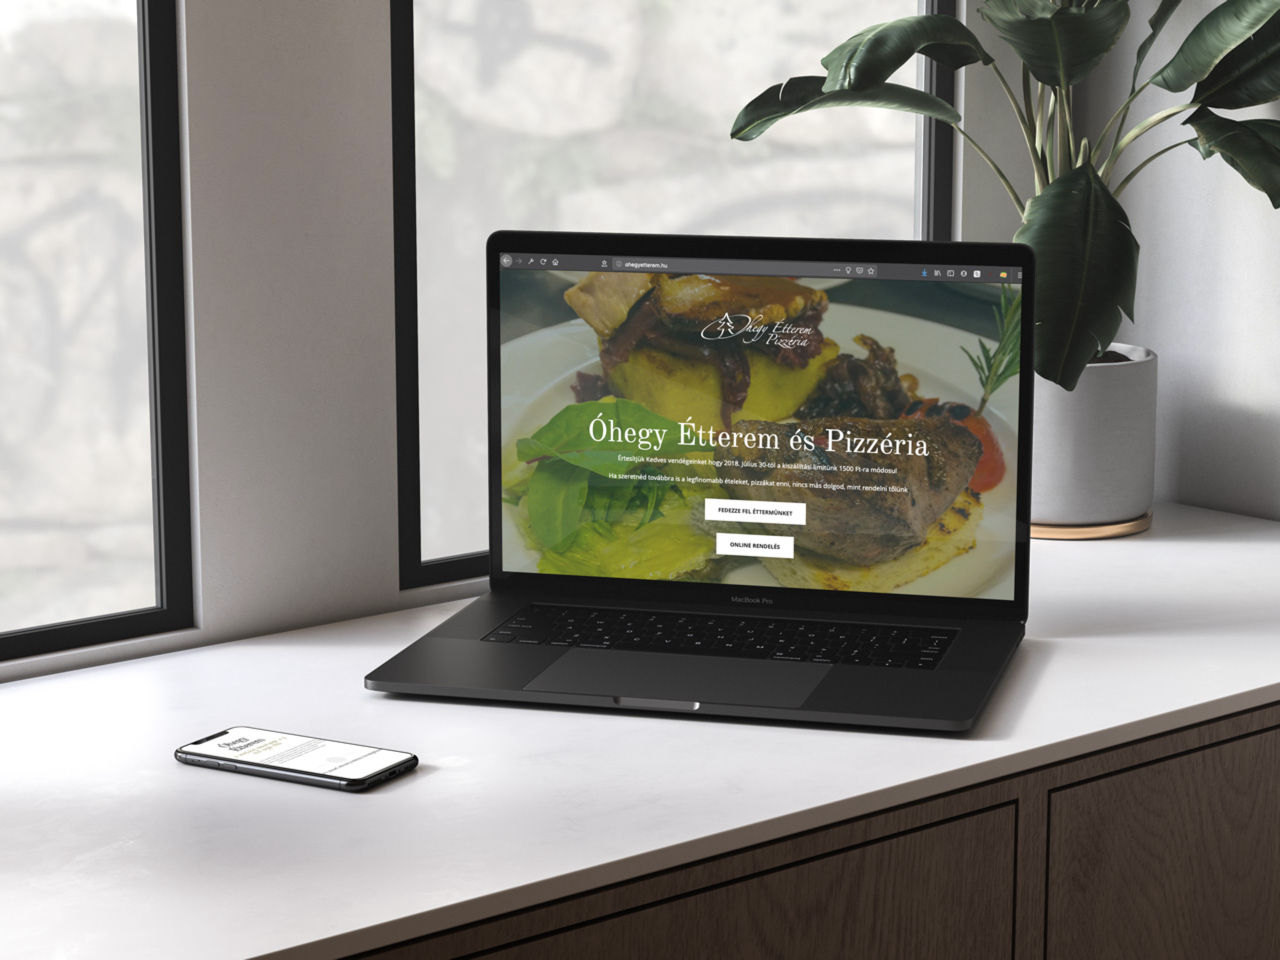 ohegyetterem.hu
Óhegy Étterem
Pizzéria
Óhegy Étterem és Pizzéria
Értesítjük Kedves vendégeinket hogy 2018. Július 30-tól a kiszállítási limitünk 1500 Ft-ra módosul
Ha szeretnéd továbbra is a legfinomabb ételeket, pizzákat enni, nincs más dolgod, mint rendelni tőlünk
FEDEZZE FEL ÉTTERMÜNKET
ONLINE RENDELÉS
MacBook Pro
Óhegy
étterem